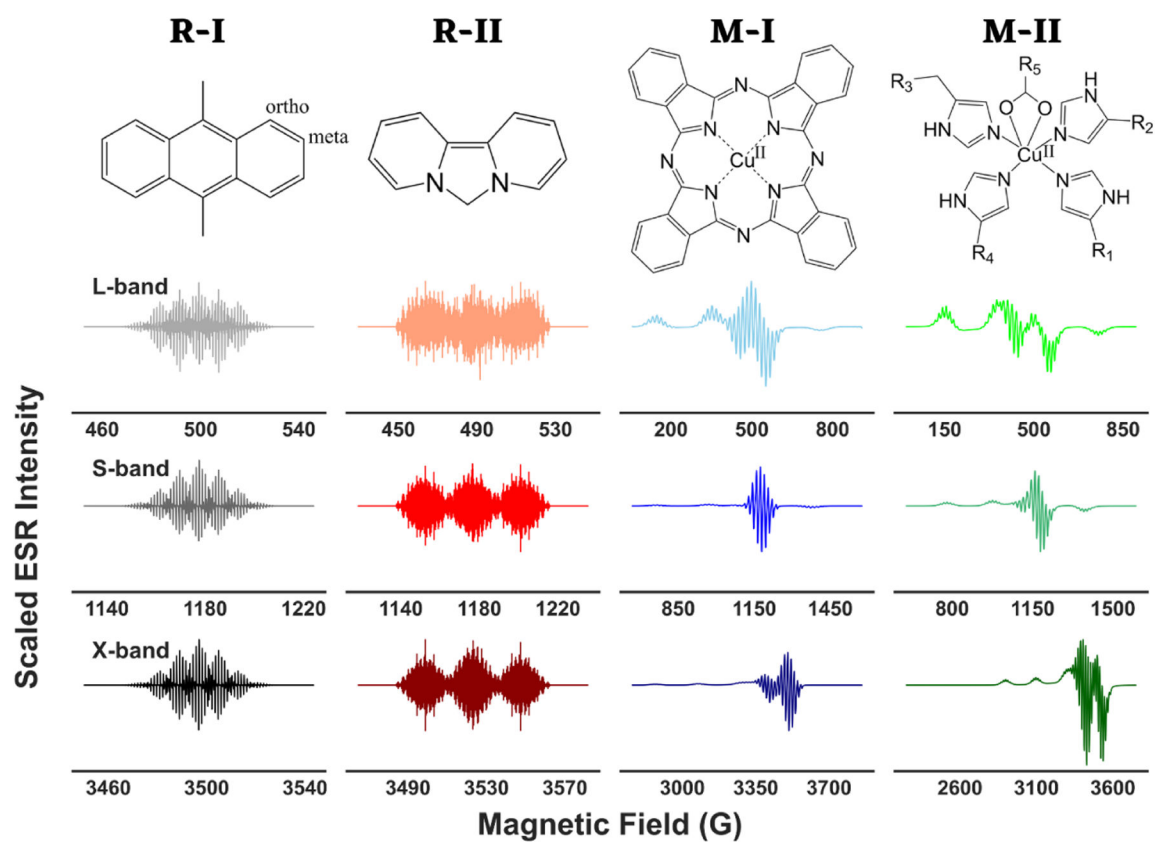 R-I R-II M-I M-II
ortho
meta
N N
N N N N Cu II N N N N
R3 HN N R5 O O H N N R2 Cu II HN N R4 N NH R1
L-band
460 500 540 450 490 530 200 500 800 150 500 850
S-band
1140 1180 1220 1140 1180 1220 850 1150 1450 800 1150 1500
X-band
3460 3500 3540 3490 3530 3570 3000 3350 3700 2600 3100 3600
Scaled ESR Intensity
Magnetic Field (G)